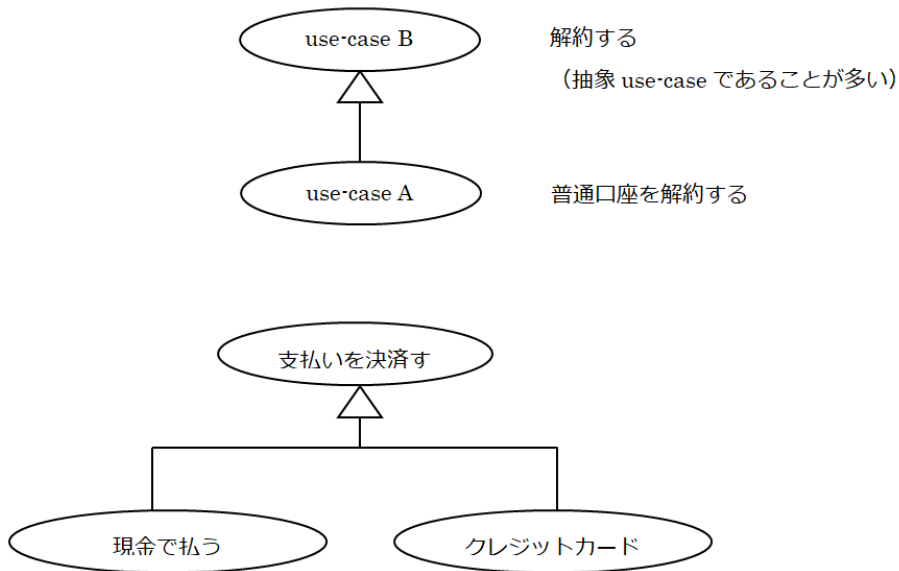 use-case B
解約する
（抽象 use-case であることが多い）
use-case A
普通口座を解約する
支払いを決済す
現金で払う
クレジットカード